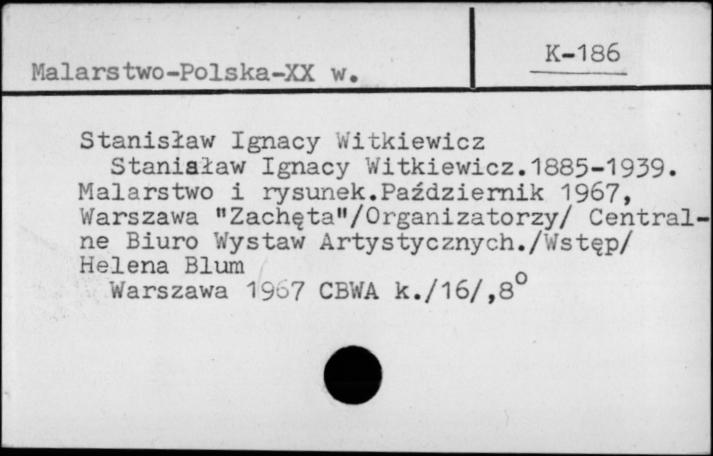 Malarstwo-Polska-XX w.
K-186
Stanisław Ignacy Witkiewicz
Stanisław Ignacy Witkiewicz.1885-1939.
Malarstwo i rysunek.Październik 1967,
Warszawa "Zachęta"/Organizatorzy/ Central-
ne Biuro Wystaw Artystycznych./Wstęp/
Helena Blum
Warszawa 1967 CBWA k./16/,8°